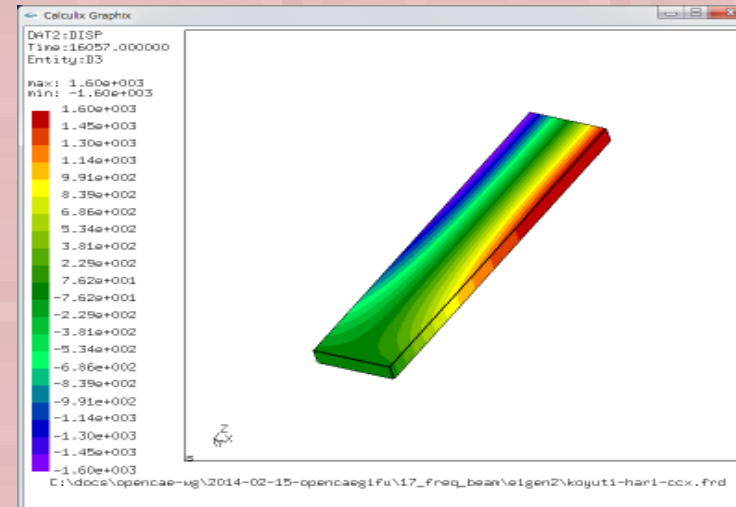 Calculix Graphix
DAT2:DISP
Time:16057.000000
Entity:D3
max: 1.60e+003
min: -1.60e+003
1.60e+003
1.45e+003
1.30e+003
1.14e+003
9.91e+002
8.39e+002
6.86e+002
5.34e+002
3.81e+002
2.29e+002
7.62e+001
-7.62e+001
-2.29e+002
-3.81e+002
-5.34e+002
-6.86e+002
-8.39e+002
-9.91e+002
-1.14e+003
-1.30e+003
-1.45e+003
-1.60e+003
Z
X
E:\docs\opencae-wg\2014-02-15-opencaegifu\17_freq_beam\eigen2\koyuti-hari-ccx.frd